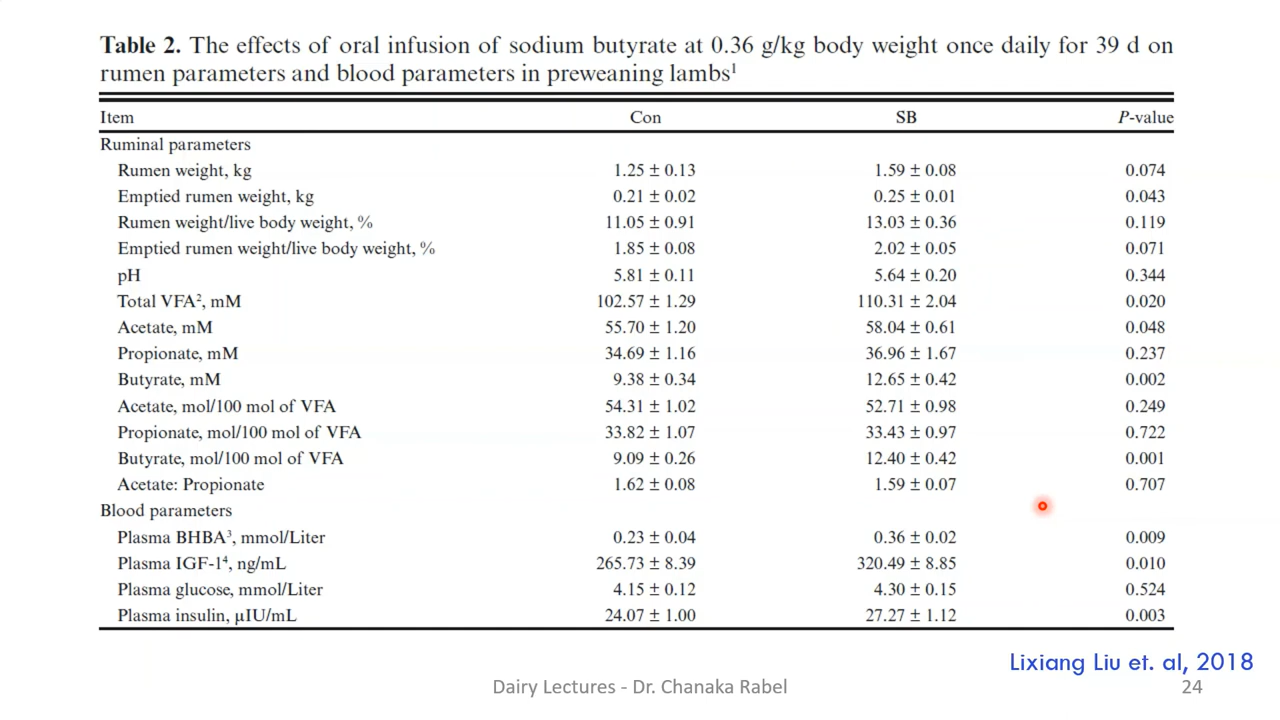 Table 2. The effects of oral infusion of sodium butyrate at 0.36 g/kg body weight once daily for 39 d on
rumen parameters and blood parameters in preweaning lambs¹
Item Con SB P-value
Ruminal parameters
Rumen weight, kg 1.25 ± 0.13 1.59 ± 0.08 0.074
Emptied rumen weight, kg 0.21 ± 0.02 0.25 ± 0.01 0.043
Rumen weight/live body weight, % 11.05 ± 0.91 13.03 ± 0.36 0.119
Emptied rumen weight/live body weight, % 1.85 ± 0.08 2.02 ± 0.05 0.071
pH 5.81 ± 0.11 5.64 ± 0.20 0.344
Total VFA², mM 102.57 ± 1.29 110.31 ± 2.04 0.020
Acetate, mM 55.70 ± 1.20 58.04 ± 0.61 0.048
Propionate, mM 34.69 ± 1.16 36.96 ± 1.67 0.237
Butyrate, mM 9.38 ± 0.34 12.65 ± 0.42 0.002
Acetate, mol/100 mol of VFA 54.31 ± 1.02 52.71 ± 0.98 0.249
Propionate, mol/100 mol of VFA 33.82 ± 1.07 33.43 ± 0.97 0.722
Butyrate, mol/100 mol of VFA 9.09 ± 0.26 12.40 ± 0.42 0.001
Acetate: Propionate 1.62 ± 0.08 1.59 ± 0.07 0.707
Blood parameters
Plasma BHBA³, mmol/Liter 0.23 ± 0.04 0.36 ± 0.02 0.009
Plasma IGF-1⁴, ng/mL 265.73 ± 8.39 320.49 ± 8.85 0.010
Plasma glucose, mmol/Liter 4.15 ± 0.12 4.30 ± 0.15 0.524
Plasma insulin, μIU/mL 24.07 ± 1.00 27.27 ± 1.12 0.003
Lixiang Liu et. al, 2018
Dairy Lectures - Dr. Chanaka Rabel 24